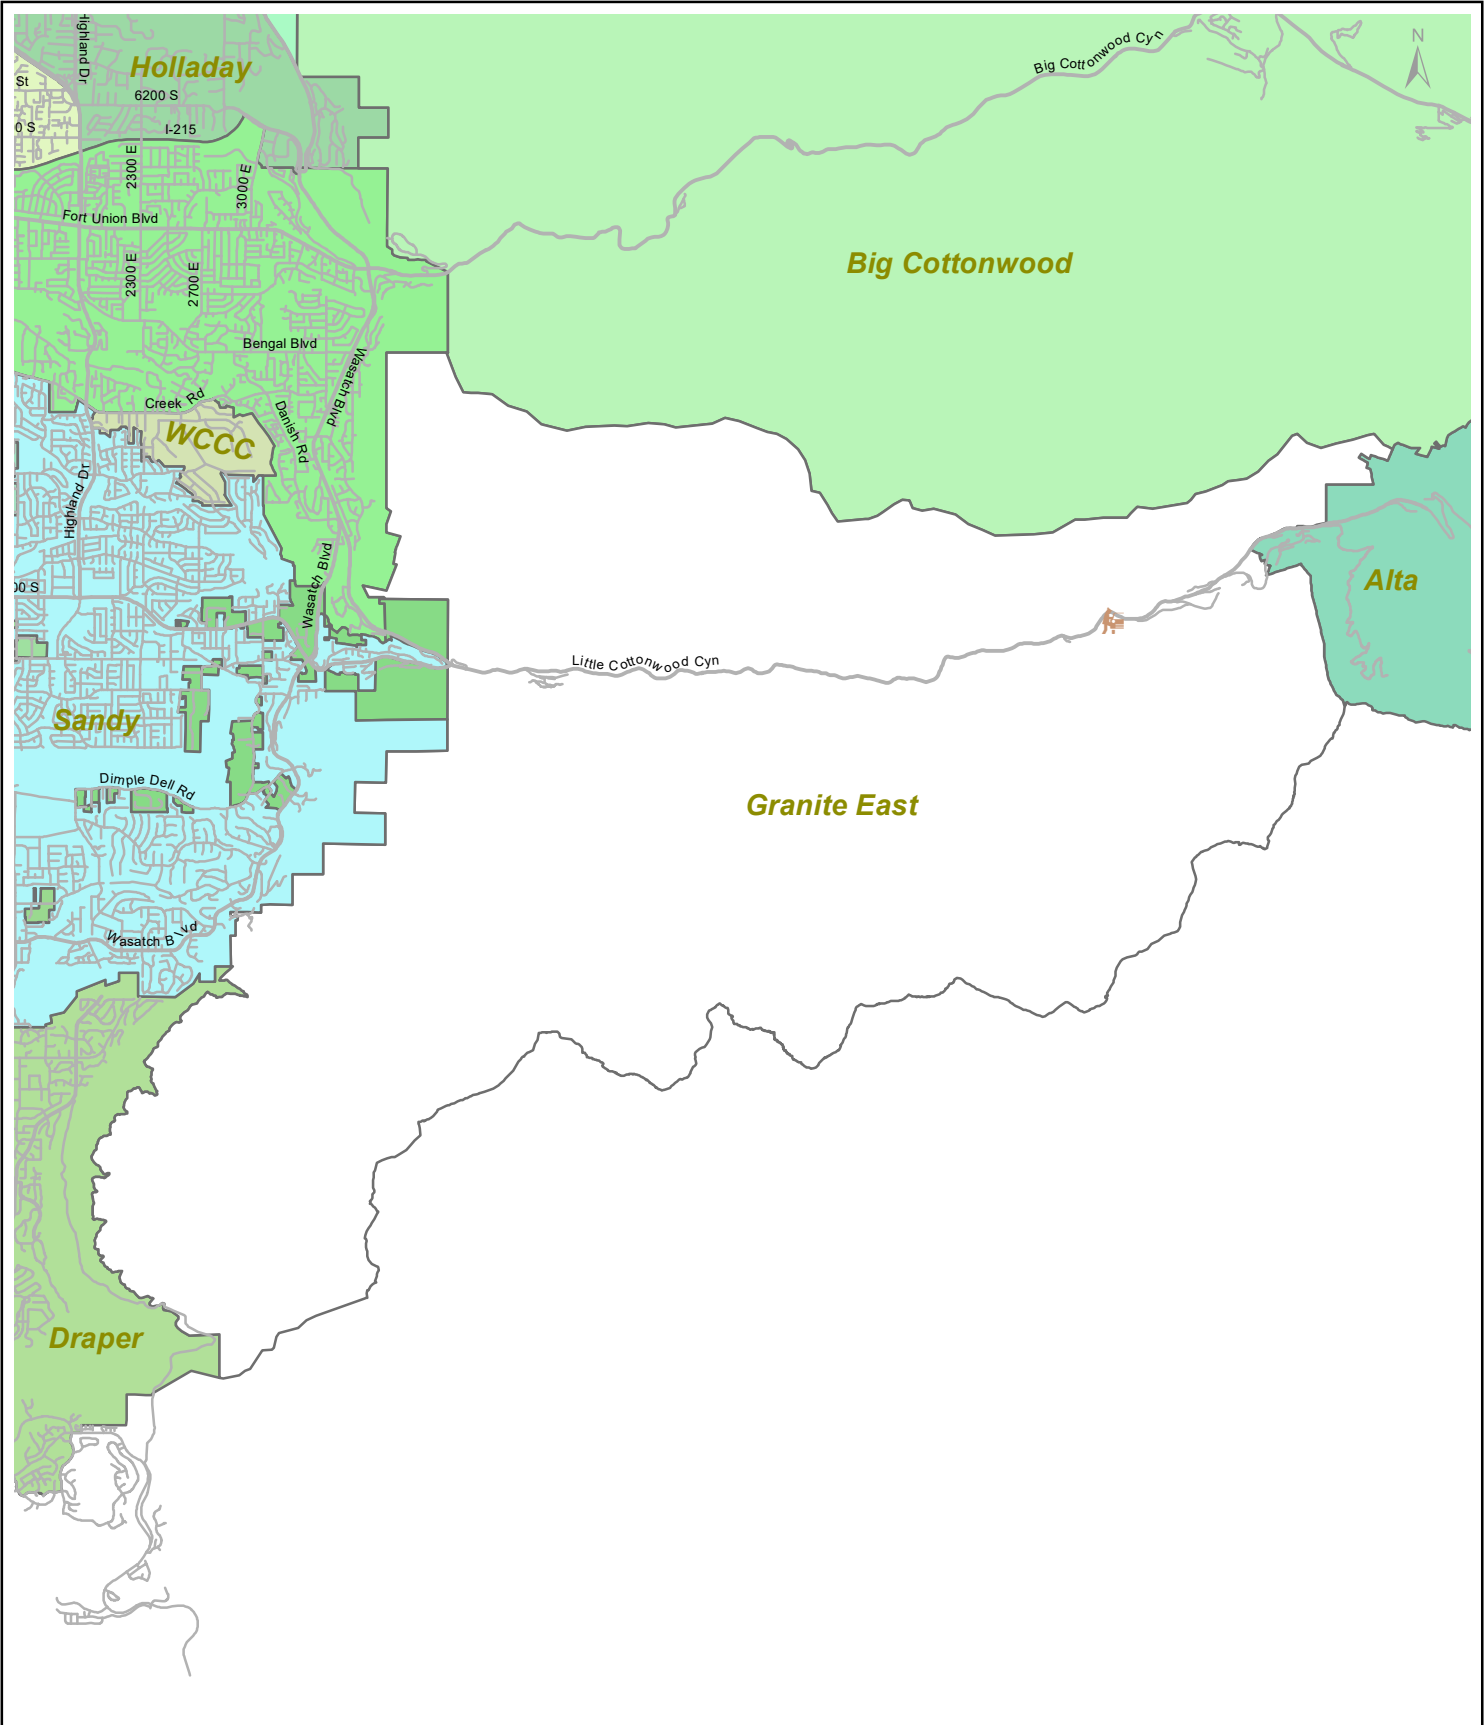 Highland Dr
Big Cottonwood Cyn
N
Holladay
St
6200 S
0 S
I-215
2300 E
3000 E
Fort Union Blvd
2300 E
2700 E
Big Cottonwood
Bengal Blvd
Wasatch Blvd
Creek Rd
Danish Rd
WCCC
Highland Dr
Wasatch Blvd
00 S
Alta
Little Cottonwood Cyn
Sandy
Dimple Dell Rd
Granite East
Wasatch Blvd
Draper